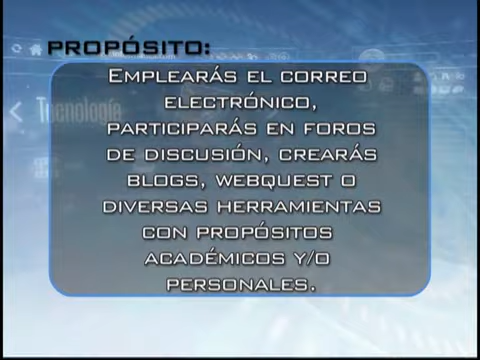 PROPÓSITO:
EMPLEARÁS EL CORREO
ELECTRÓNICO,
PARTICIPARÁS EN FOROS
DE DISCUSIÓN, CREARÁS
BLOGS, WEBQUEST O
DIVERSAS HERRAMIENTAS
CON PROPÓSITOS
ACADÉMICOS Y/O
PERSONALES.
Tecnología